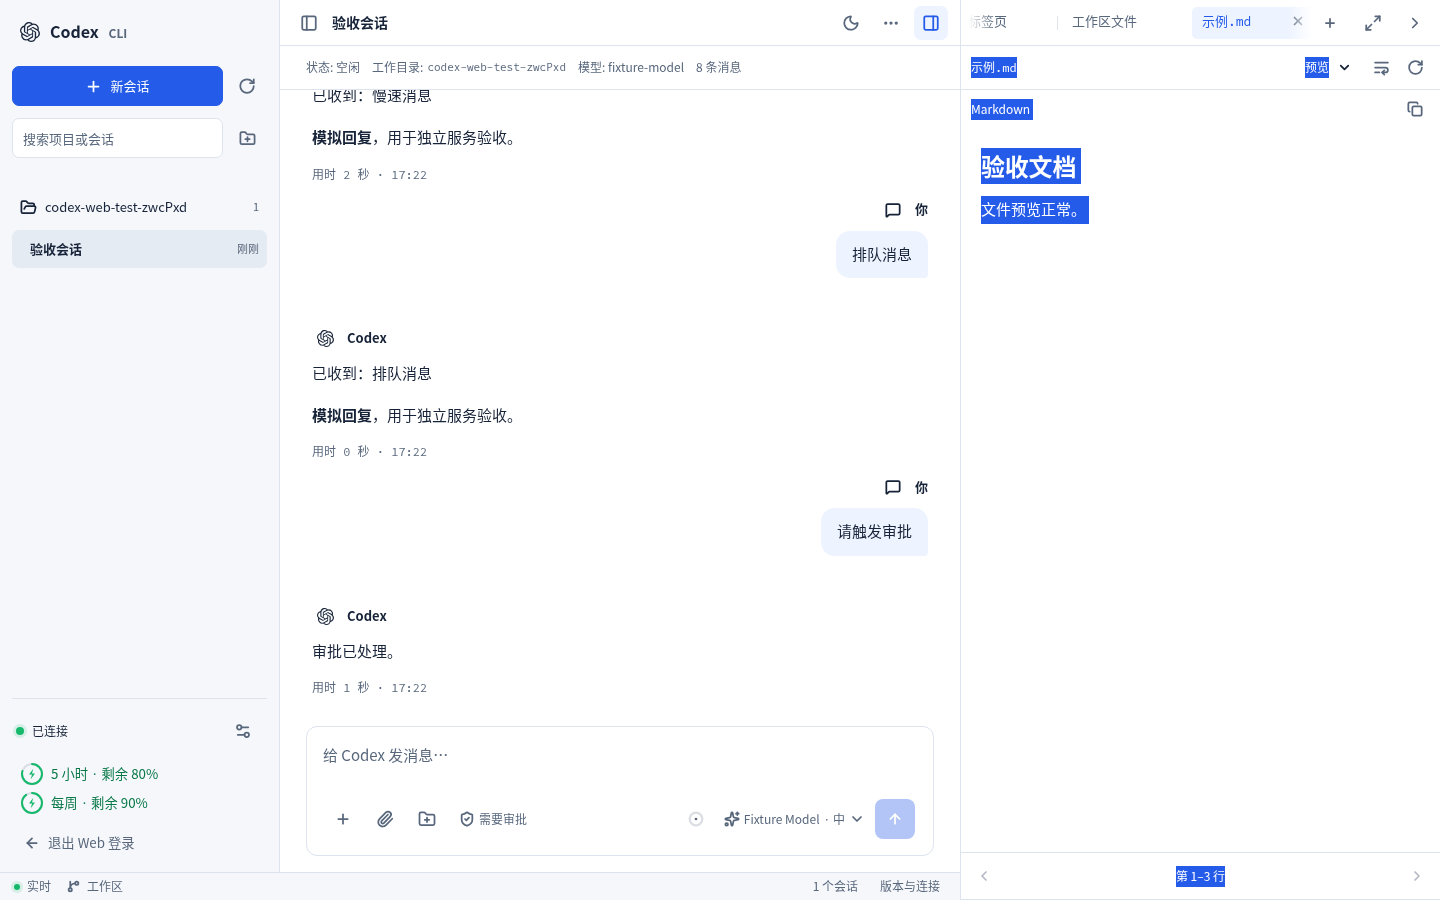 Codex CLI
新会话
搜索项目或会话
codex-web-test-zwcPxd 1
验收会话 刚刚
已连接
5 小时 · 剩余 80%
每周 · 剩余 90%
退出 Web 登录
验收会话
状态: 空闲 工作目录: codex-web-test-zwcPxd 模型: fixture-model 8 条消息
已收到：慢速消息
模拟回复，用于独立服务验收。
用时 2 秒 · 17:22
你
排队消息
Codex
已收到：排队消息
模拟回复，用于独立服务验收。
用时 0 秒 · 17:22
你
请触发审批
Codex
审批已处理。
用时 1 秒 · 17:22
给 Codex 发消息…
需要审批 Fixture Model · 中
标签页 工作区文件 示例.md
示例.md 预览
Markdown
验收文档
文件预览正常。
第 1–3 行
实时 工作区 1 个会话 版本与连接